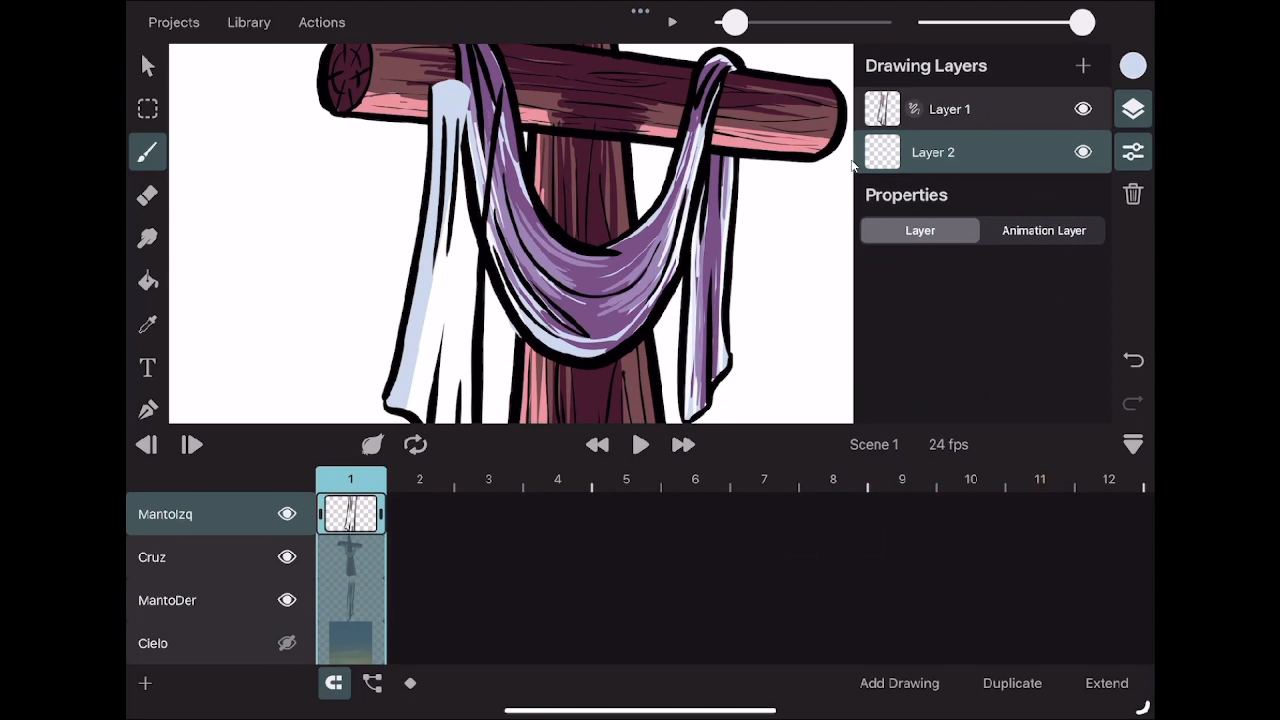 Projects Library Actions
Drawing Layers
Layer 1
Layer 2
Properties
Layer Animation Layer
T
Scene 1 24 fps
1 2 3 4 5 6 7 8 9 10 11 12
MantoIzq
Cruz
MantoDer
Cielo
Add Drawing Duplicate Extend